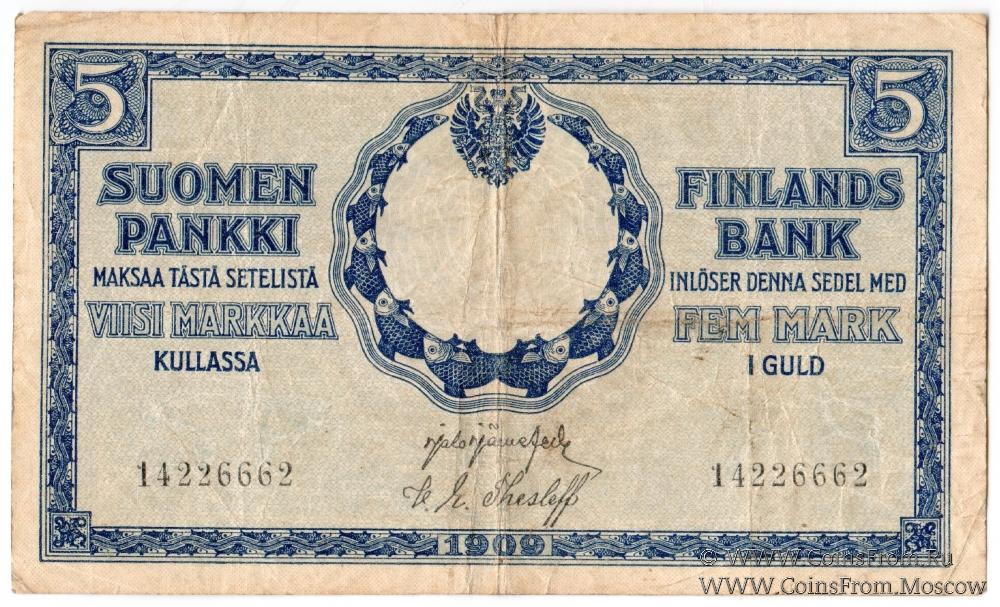 5 5
SUOMEN
PANKKI
MAKSAA TÄSTÄ SETELISTÄ
VIISI MARKKAA
KULLASSA
FINLANDS
BANK
INLÖSER DENNA SEDEL MED
FEM MARK
I GULD
Thesleff
14226662 14226662
1909
© WWW.CoinsFrom.Ru
WWW.CoinsFrom.Moscow